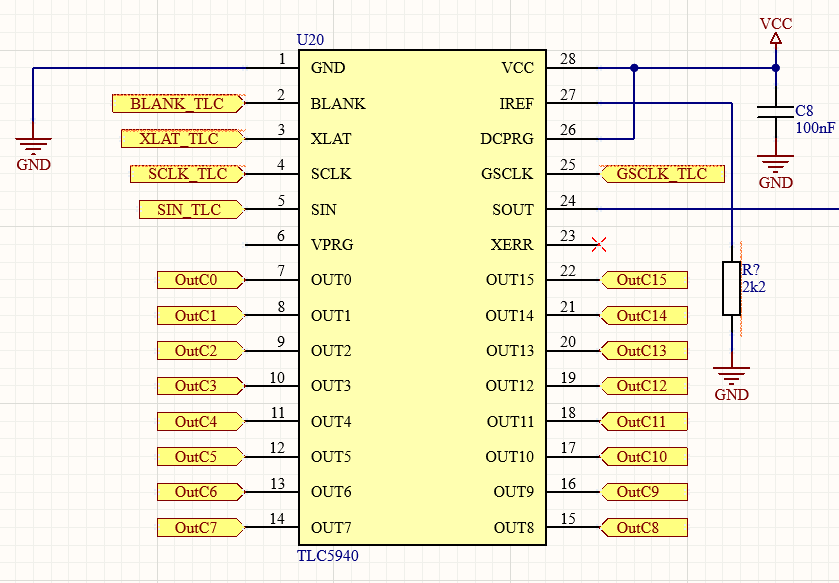 VCC
U20
1 GND VCC 28
BLANK_TLC 2 BLANK IREF 27
C8
100nF
XLAT_TLC 3 XLAT DCPRG 26
GND
SCLK_TLC 4 SCLK GSCLK 25 GSCLK_TLC
GND
SIN_TLC 5 SIN SOUT 24
6 VPRG XERR 23
R?
2k2
OutC0 7 OUT0 OUT15 22 OutC15
OutC1 8 OUT1 OUT14 21 OutC14
OutC2 9 OUT2 OUT13 20 OutC13
OutC3 10 OUT3 OUT12 19 OutC12
GND
OutC4 11 OUT4 OUT11 18 OutC11
OutC5 12 OUT5 OUT10 17 OutC10
OutC6 13 OUT6 OUT9 16 OutC9
OutC7 14 OUT7 OUT8 15 OutC8
TLC5940